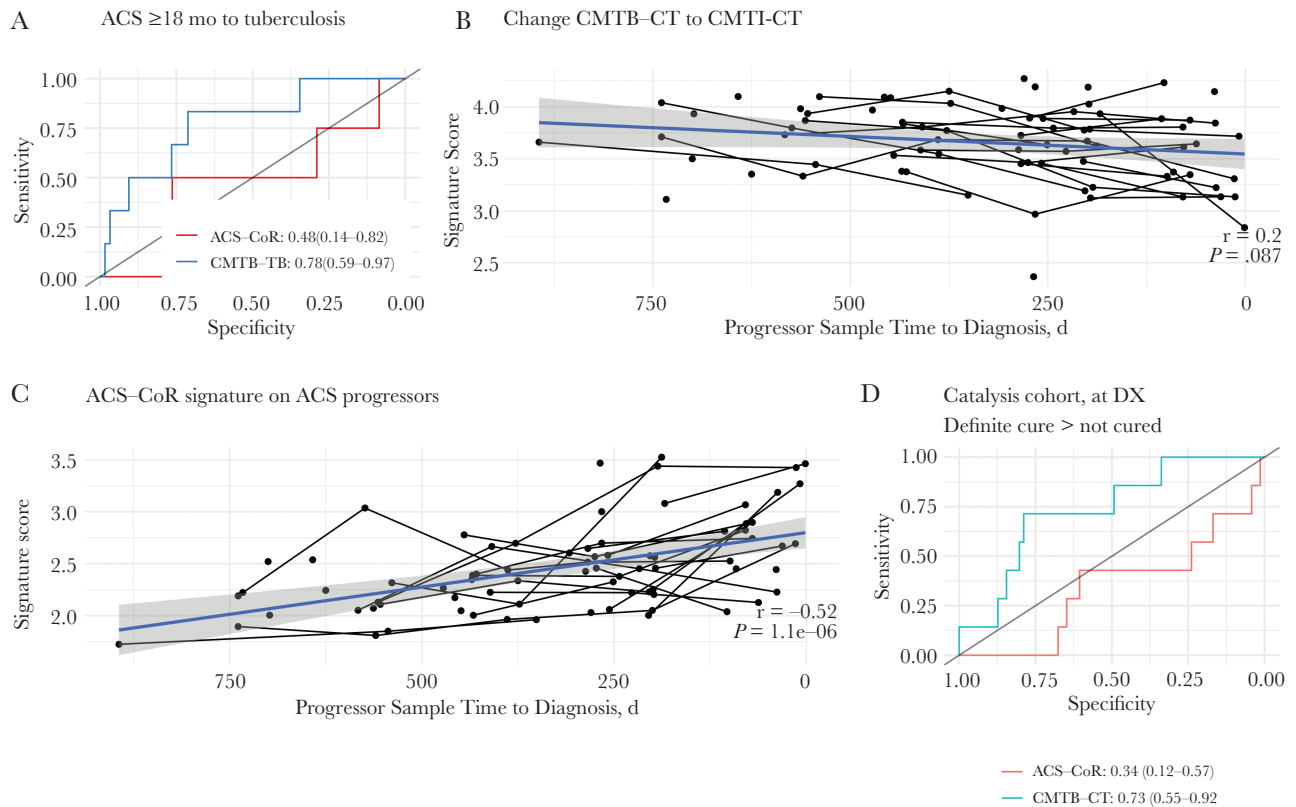 A
ACS ≥18 mo to tuberculosis
1.00
0.75
0.50
0.25
0.00
Sensitivity
ACS–CoR: 0.48(0.14–0.82)
CMTB–TB: 0.78(0.59–0.97)
1.00
0.75
0.50
0.25
0.00
Specificity
B
Change CMTB–CT to CMTI-CT
4.0
3.5
3.0
2.5
Signature Score
r = 0.2
P = .087
750
500
250
0
Progressor Sample Time to Diagnosis, d
C
ACS–CoR signature on ACS progressors
3.5
3.0
2.5
2.0
Signature score
r = –0.52
P = 1.1e–06
750
500
250
0
Progressor Sample Time to Diagnosis, d
D
Catalysis cohort, at DX
Definite cure > not cured
1.00
0.75
0.50
0.25
0.00
Sensitivity
1.00
0.75
0.50
0.25
0.00
Specificity
ACS–CoR: 0.34 (0.12–0.57)
CMTB–CT: 0.73 (0.55–0.92